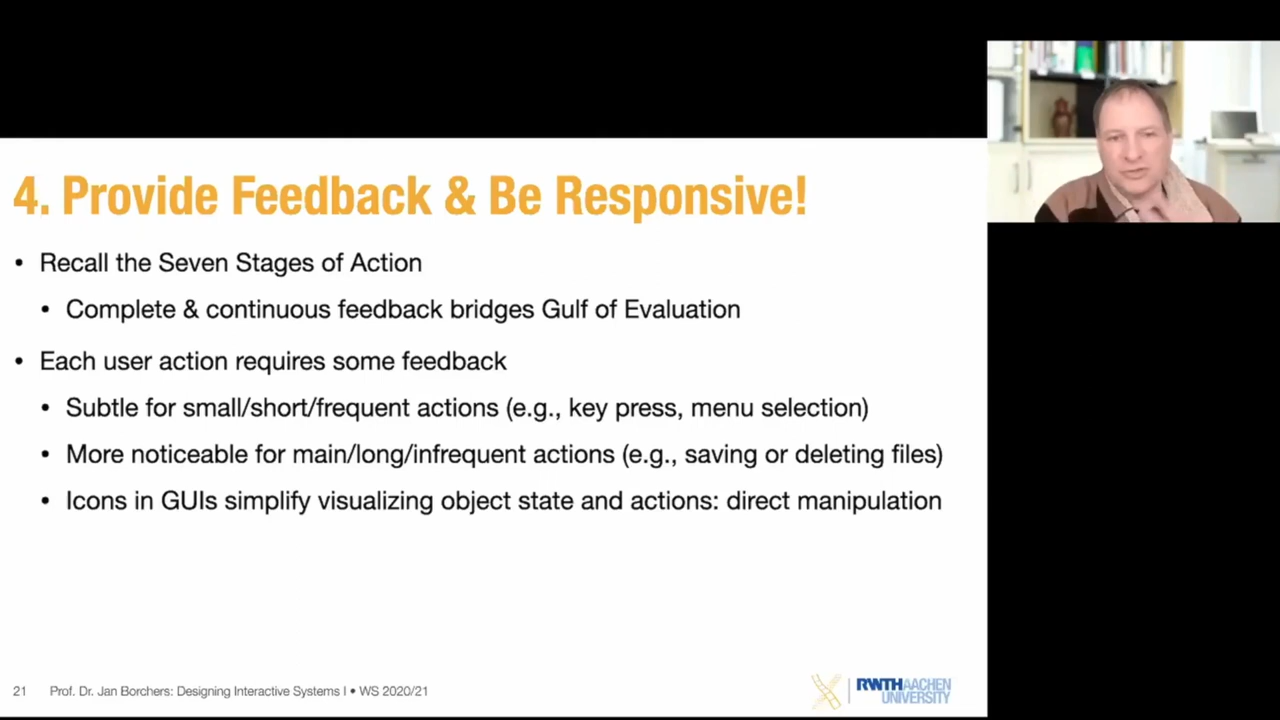 4. Provide Feedback & Be Responsive!
• Recall the Seven Stages of Action
• Complete & continuous feedback bridges Gulf of Evaluation
• Each user action requires some feedback
• Subtle for small/short/frequent actions (e.g., key press, menu selection)
• More noticeable for main/long/infrequent actions (e.g., saving or deleting files)
• Icons in GUIs simplify visualizing object state and actions: direct manipulation
21 Prof. Dr. Jan Borchers: Designing Interactive Systems I • WS 2020/21
RWTHAACHEN
UNIVERSITY